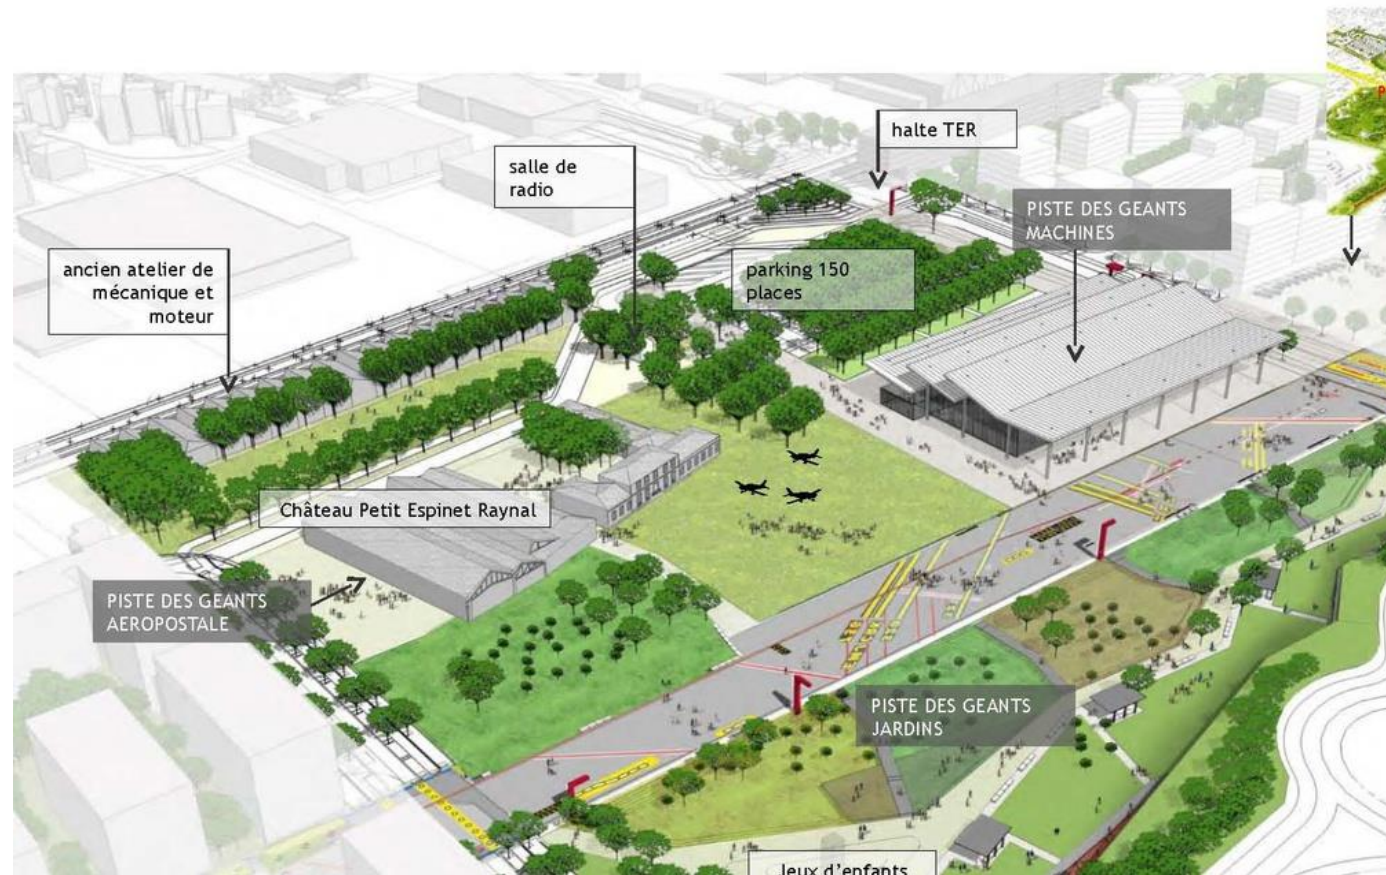 halte TER
salle de
radio
PISTE DES GEANTS
MACHINES
ancien atelier de
mécanique et
moteur
parking 150
places
Château Petit Espinet Raynal
PISTE DES GEANTS
AEROPOSTALE
PISTE DES GEANTS
JARDINS
Jeux d'enfants